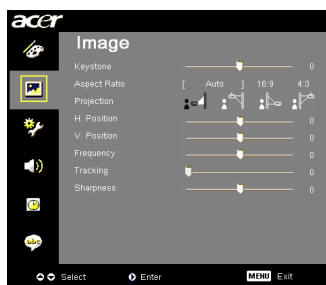 acer
Image
Keystone 0
Aspect Ratio [ Auto ] 16:9 4:3
Projection
H. Position 0
V. Position 0
Frequency 0
Tracking 0
Sharpness 0
abc
Select Enter MENU Exit